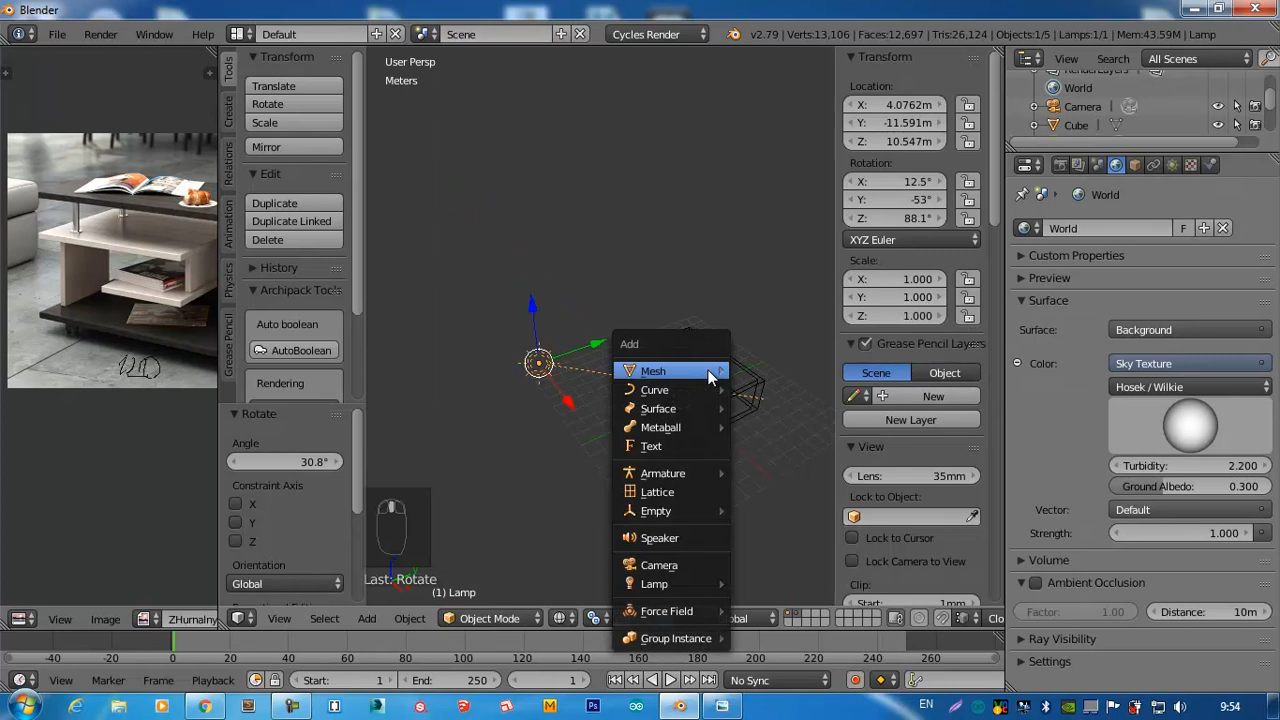 Blender
File Render Window Help Default Scene Cycles Render v2.79 | Verts:13,106 | Faces:12,697 | Tris:26,124 | Objects:1/5 | Lamps:1/1 | Mem:43.59M | Lamp
Tools
Create
Relations
Animation
Physics
Grease Pencil
Transform
Translate
Rotate
Scale
Mirror
Edit
Duplicate
Duplicate Linked
Delete
History
Archipack Tools
Auto boolean
AutoBoolean
Rendering
Rotate
Angle
30.8°
Constraint Axis
X
Y
Z
Orientation
Global
User Persp
Meters
Add
Mesh
Curve
Surface
Metaball
Text
Armature
Lattice
Empty
Speaker
Camera
Lamp
Force Field
Group Instance
Last: Rotate
(1) Lamp
Transform
Location:
X: 4.0762m
Y: -11.591m
Z: 10.547m
Rotation:
X: 12.5°
Y: -53°
Z: 88.1°
XYZ Euler
Scale:
X: 1.000
Y: 1.000
Z: 1.000
Grease Pencil Layers
Scene Object
New
New Layer
View
Lens: 35mm
Lock to Object:
Lock to Cursor
Lock Camera to View
Clip:
Start: 1mm
View Search All Scenes
World
Camera
Cube
World
World F
Custom Properties
Preview
Surface
Surface: Background
Color: Sky Texture
Hosek / Wilkie
Turbidity: 2.200
Ground Albedo: 0.300
Vector: Default
Strength: 1.000
Volume
Ambient Occlusion
Factor: 1.00 Distance: 10m
Ray Visibility
Settings
View Image ZHumalny View Select Add Object Object Mode
-40 -20 0 20 40 60 80 100 120 140 160 180 200 220 240 260
View Marker Frame Playback Start: 1 End: 250 1 No Sync
EN 9:54